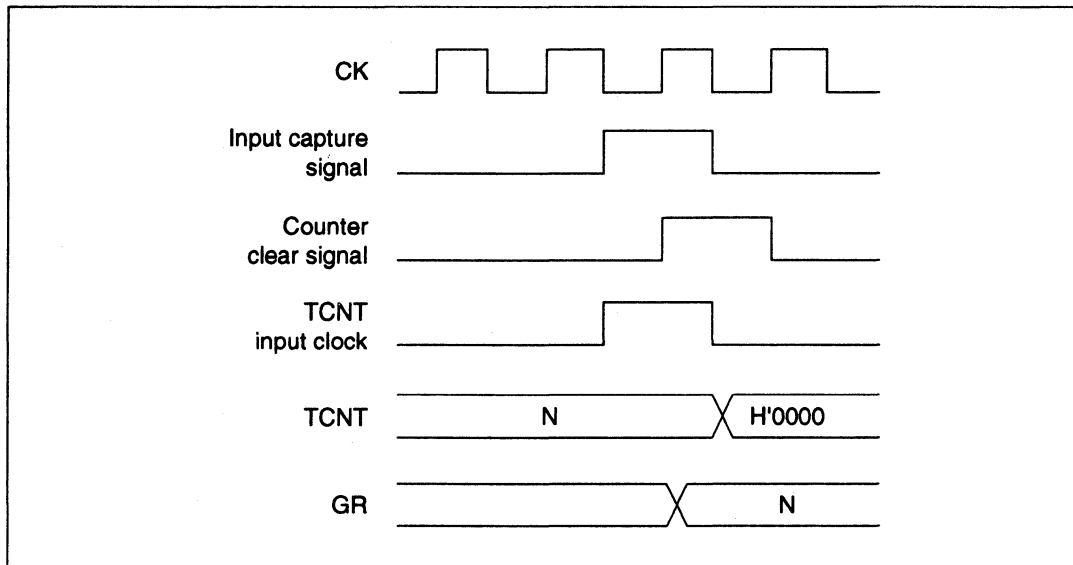 CK
Input capture
signal
Counter
clear signal
TCNT
input clock
TCNT
N
H'0000
GR
N